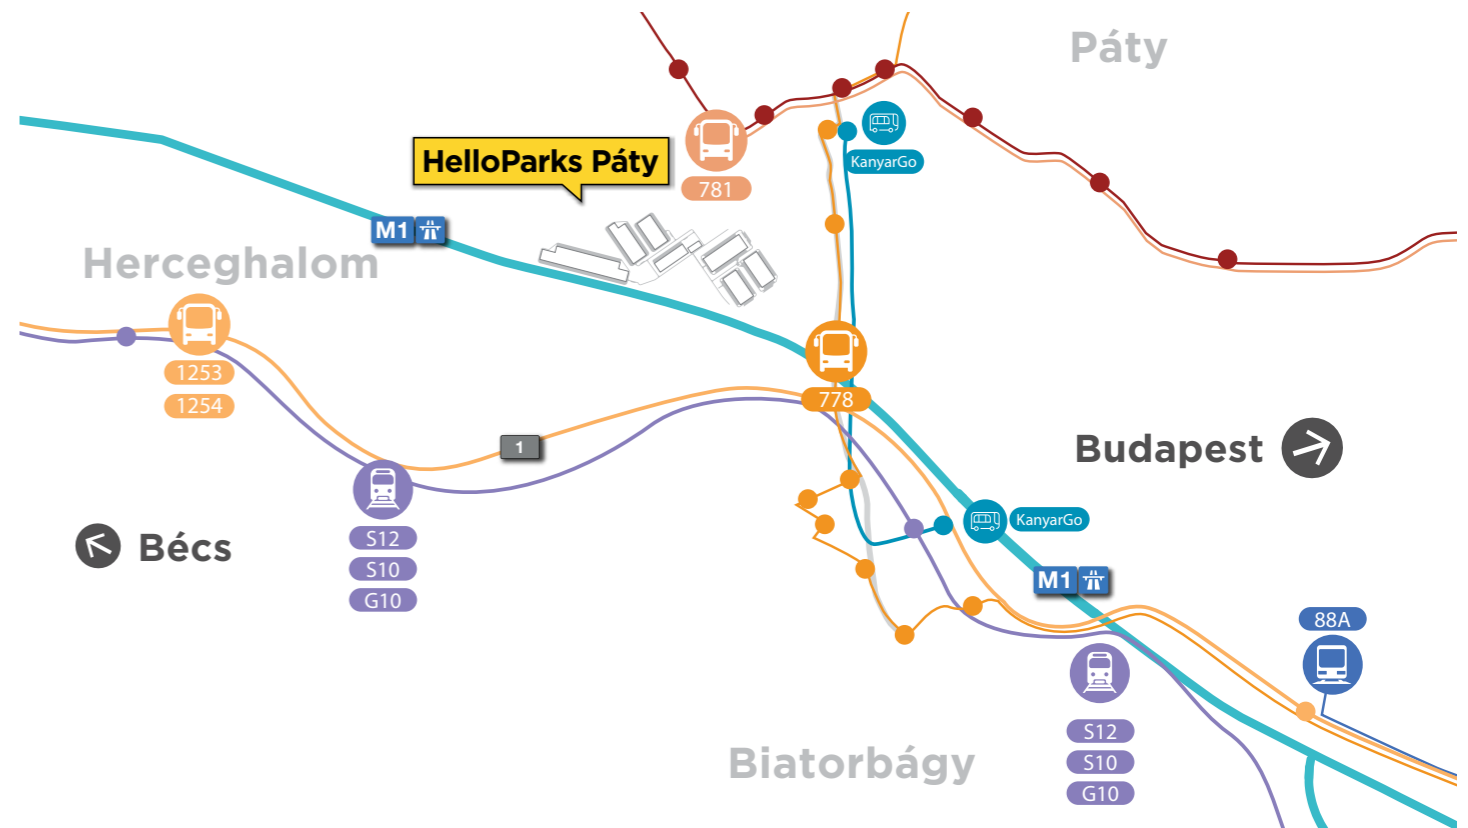 Páty
KanyarGo
HelloParks Páty
781
M1
Herceghalom
1253
1254
778
1
Budapest
KanyarGo
Bécs
S12
S10
G10
M1
88A
S12
S10
G10
Biatorbágy